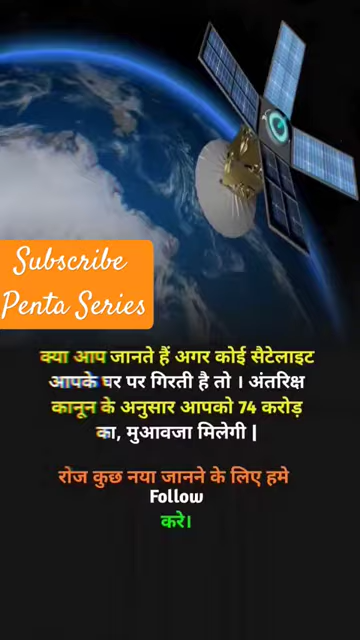 Subscribe
Penta Series
क्या आप जानते हैं अगर कोई सैटेलाइट
आपके घर पर गिरती है तो । अंतरिक्ष
कानून के अनुसार आपको 74 करोड़
का, मुआवजा मिलेगी |
रोज कुछ नया जानने के लिए हमे
Follow
करे।